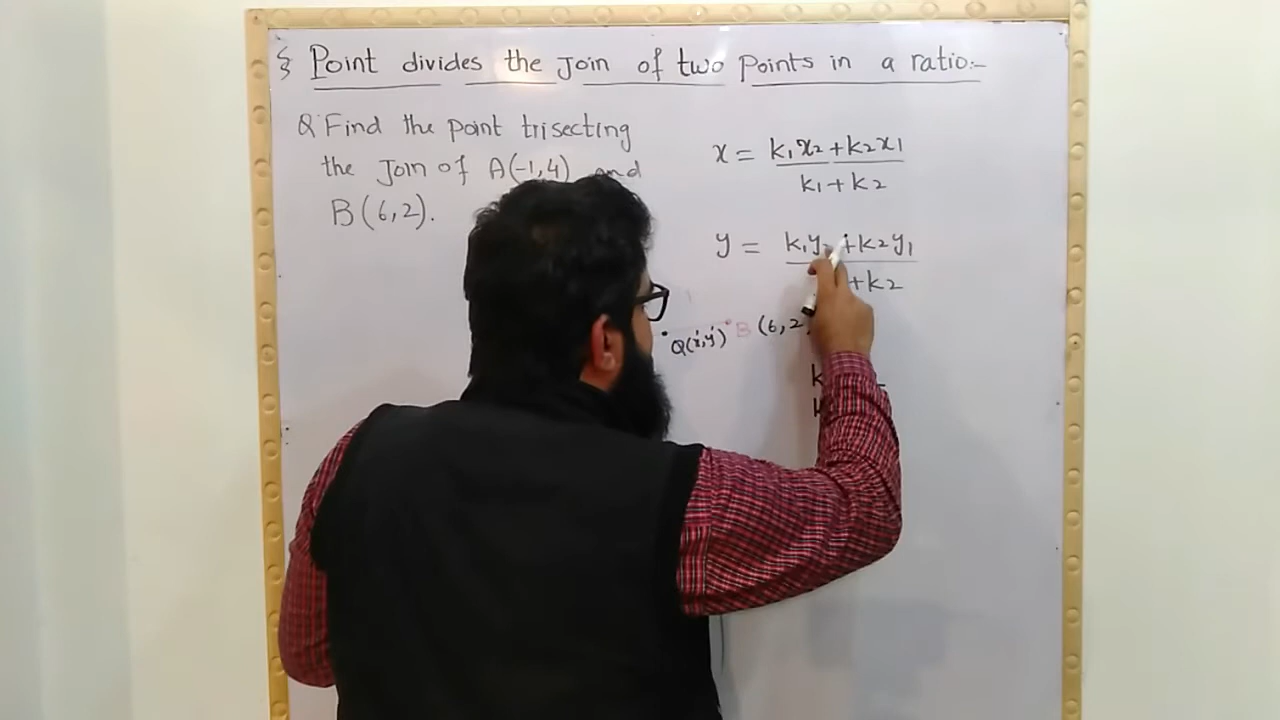 Point divides the Join of two points in a ratio:-
Q Find the point trisecting
the Join of A(-1,4) and
B(6,2).
x = k1x2+k2x1
k1+k2
y = k1y2+k2y1
+k2
Q(x',y') B (6,2